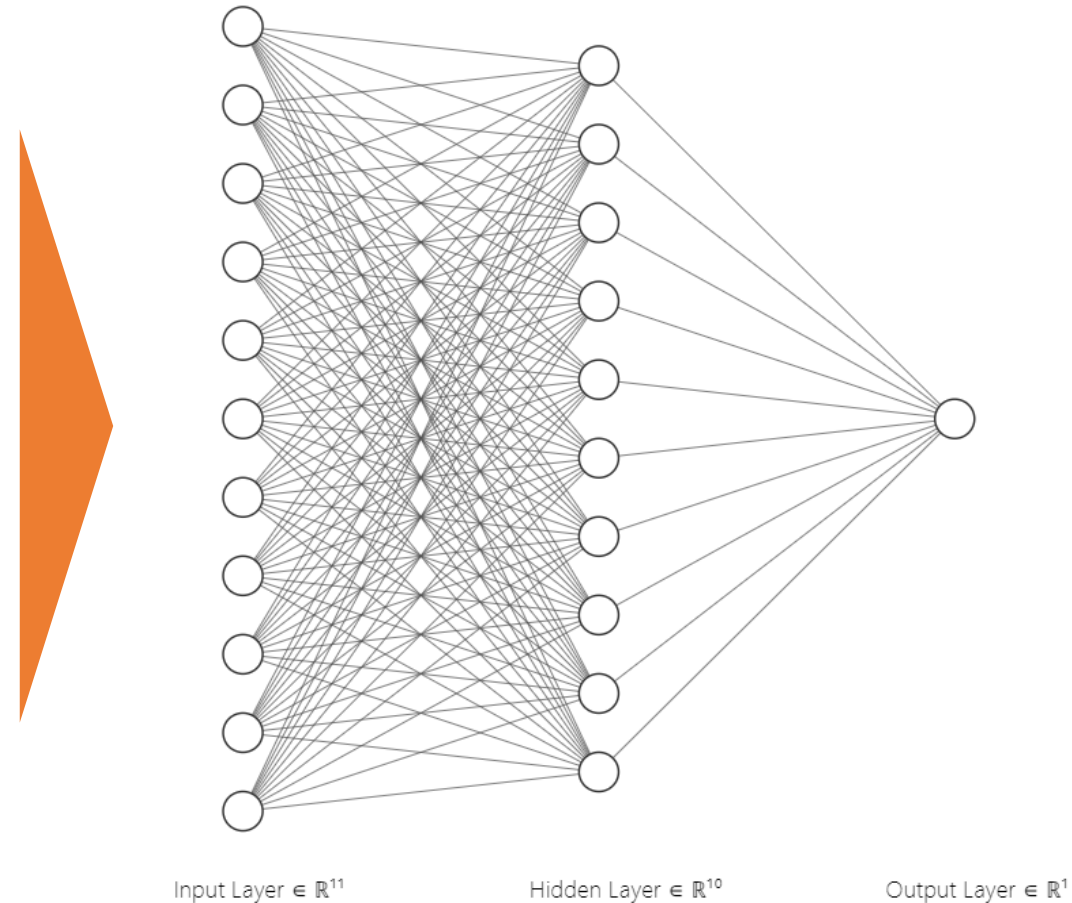 Input Layer ∈ ℝ¹¹
Hidden Layer ∈ ℝ¹⁰
Output Layer ∈ ℝ¹